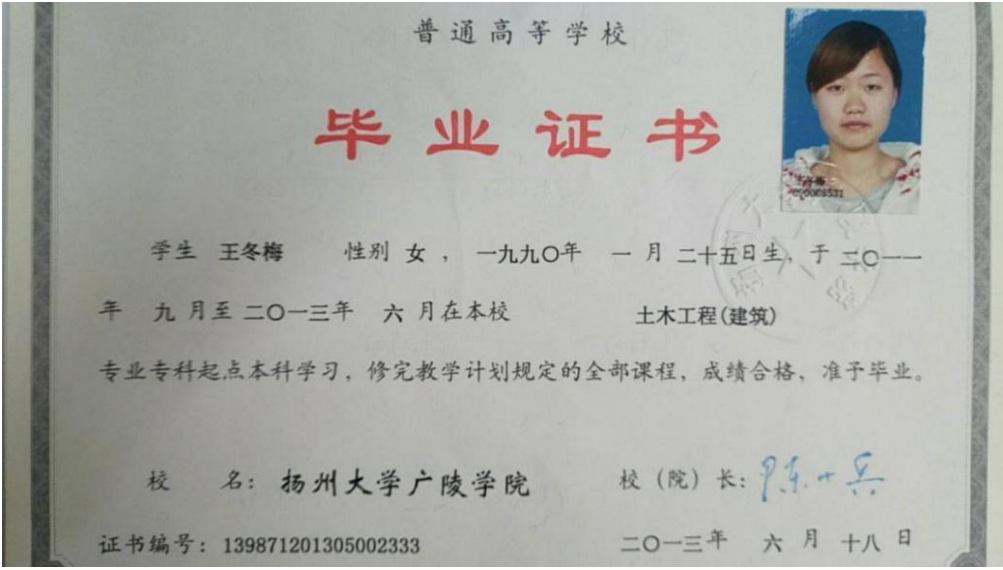 普通高等学校
毕业证书
000008531
学生 王冬梅 性别 女 ，一九九〇年 一 月 二十五日生，于 二〇一一
年 九 月至 二〇一三年 六 月在本校 土木工程(建筑)
专业专科起点本科学习，修完教学计划规定的全部课程，成绩合格，准予毕业。
校 名：扬州大学广陵学院 校（院）长：
证书编号：139871201305002333 二〇一三年 六 月 十八 日